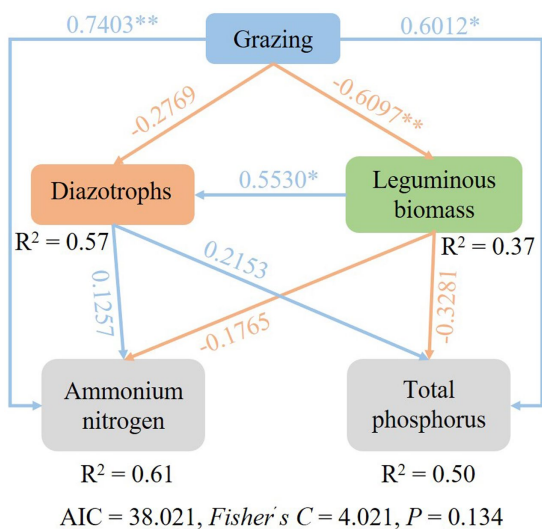 0.7403**
Grazing
0.6012*
-0.2769
-0.6097**
Diazotrophs
0.5530*
Leguminous
biomass
R² = 0.57
R² = 0.37
0.1257
0.2153
-0.1765
-0.3281
Ammonium
nitrogen
Total
phosphorus
R² = 0.61
R² = 0.50
AIC = 38.021, Fisher's C = 4.021, P = 0.134